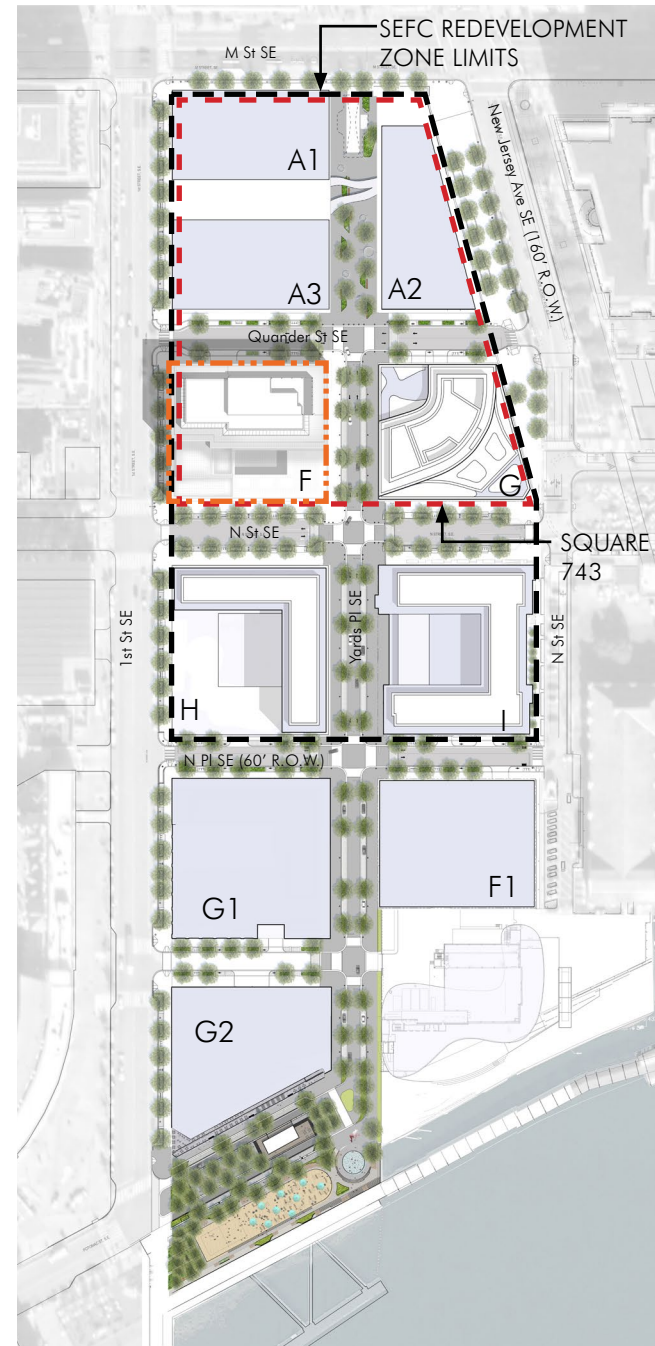 SEFC REDEVELOPMENT
ZONE LIMITS
M St SE
New Jersey Ave SE (160' R.O.W.)
A1
A3
A2
Quander St SE
F
G
N St SE
SQUARE
743
1st St SE
Yards Pl SE
N St SE
H
I
N Pl SE (60' R.O.W.)
G1
F1
G2